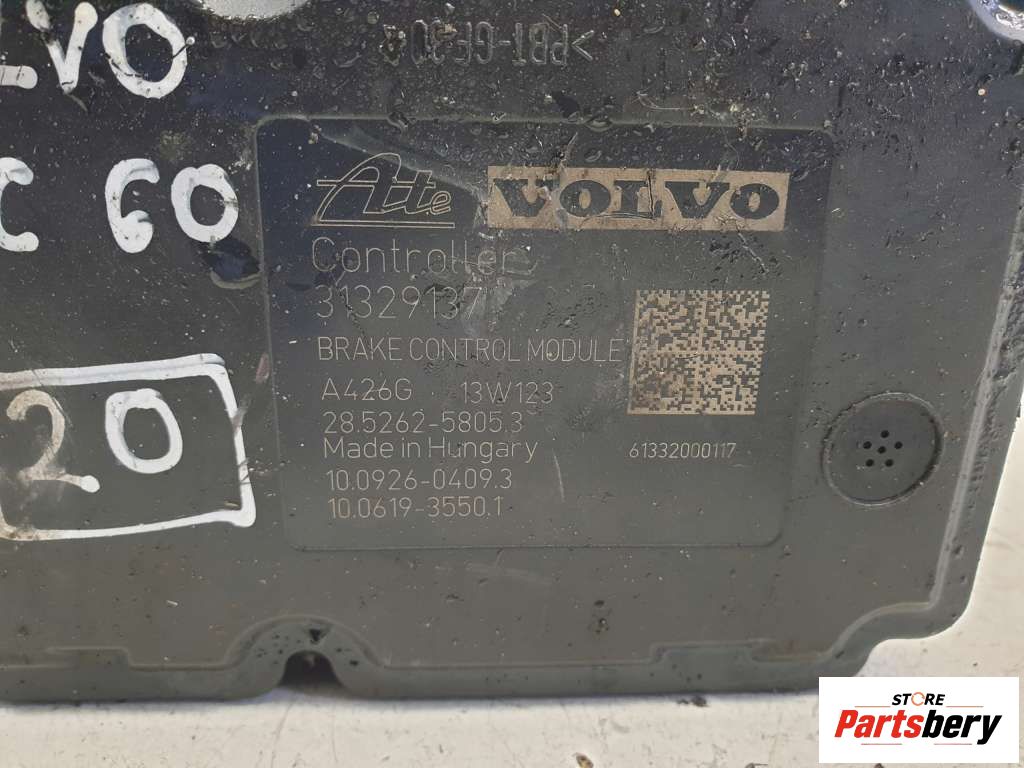 >PBT-GF30<
LVO
C 60
20
Ate VOLVO
Controller
31329137
BRAKE CONTROL MODULE
A426G 13W123
28.5262-5805.3
Made in Hungary
61332000117
10.0926-0409.3
10.0619-3550.1
STORE
Partsbery